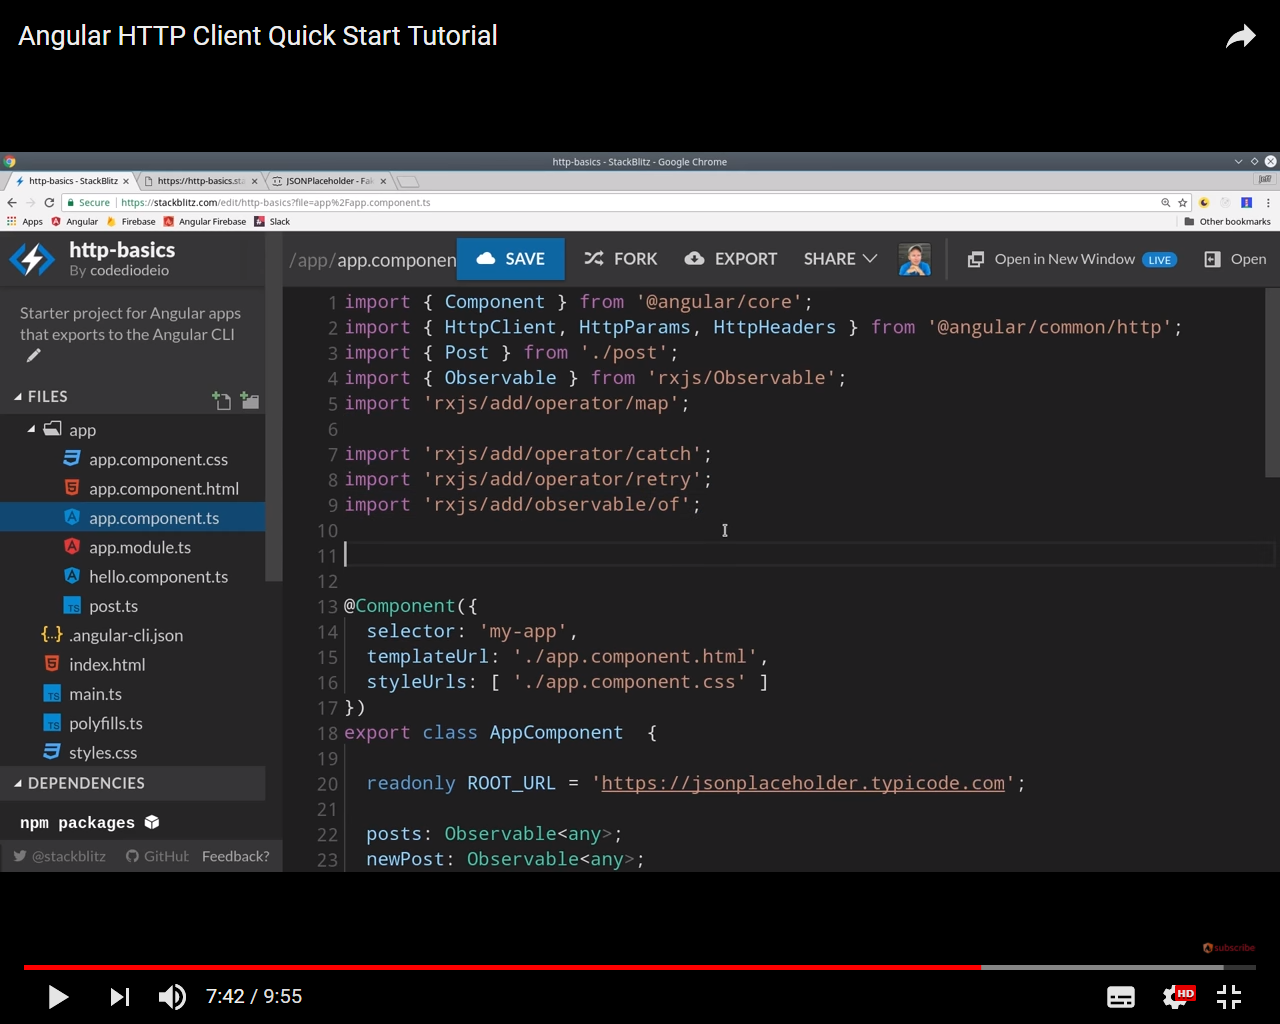 Angular HTTP Client Quick Start Tutorial
http-basics - StackBlitz - Google Chrome
http-basics - StackBlitz
https://http-basics.sta
JSONPlaceholder - Fak
Jeff
Secure
https://stackblitz.com/edit/http-basics?file=app%2Fapp.component.ts
Apps Angular Firebase Angular Firebase Slack Other bookmarks
http-basics
By codediodeio
/app/app.componen SAVE FORK EXPORT SHARE Open in New Window LIVE Open
Starter project for Angular apps
that exports to the Angular CLI
FILES
app
app.component.css
app.component.html
app.component.ts
app.module.ts
hello.component.ts
TS post.ts
{..} .angular-cli.json
index.html
TS main.ts
TS polyfills.ts
styles.css
DEPENDENCIES
npm packages
@stackblitz GitHub Feedback?
1 import { Component } from '@angular/core';
2 import { HttpClient, HttpParams, HttpHeaders } from '@angular/common/http';
3 import { Post } from './post';
4 import { Observable } from 'rxjs/Observable';
5 import 'rxjs/add/operator/map';
6
7 import 'rxjs/add/operator/catch';
8 import 'rxjs/add/operator/retry';
9 import 'rxjs/add/observable/of';
10
11
12
13 @Component({
14 selector: 'my-app',
15 templateUrl: './app.component.html',
16 styleUrls: [ './app.component.css' ]
17 })
18 export class AppComponent {
19
20 readonly ROOT_URL = 'https://jsonplaceholder.typicode.com';
21
22 posts: Observable<any>;
23 newPost: Observable<any>;
subscribe
7:42 / 9:55
HD